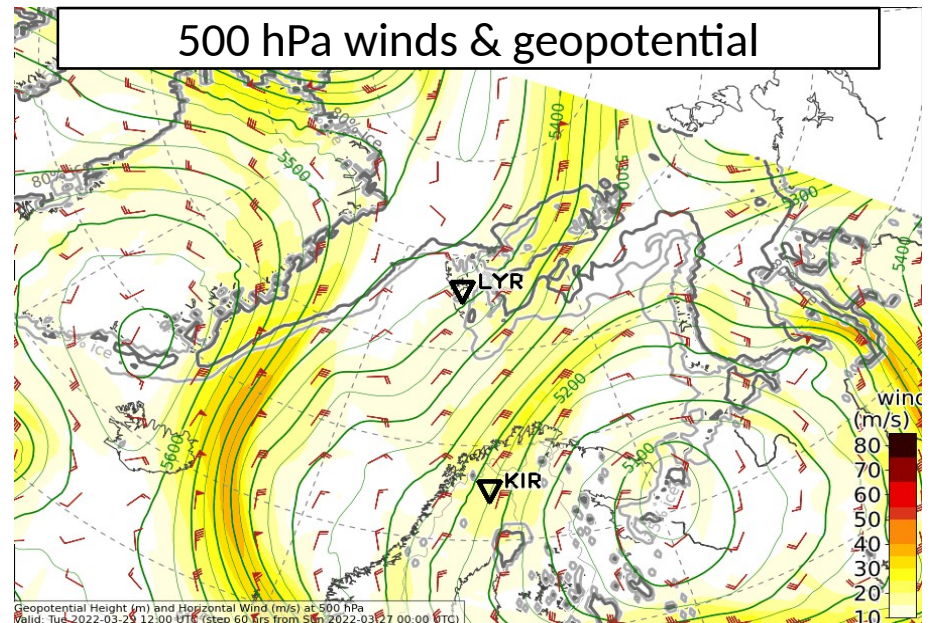 500 hPa winds & geopotential
5400
80% Ice
5500
80%
5300
5400
LYR
5200
wind
(m/s)
5600
5100
KIR
80
70
60
50
40
30
20
10
Geopotential Height (m) and Horizontal Wind (m/s) at 500 hPa
Valid: Tue 2022-03-29 12:00 UTC (step 60 hrs from Sun 2022-03-27 00:00 UTC)